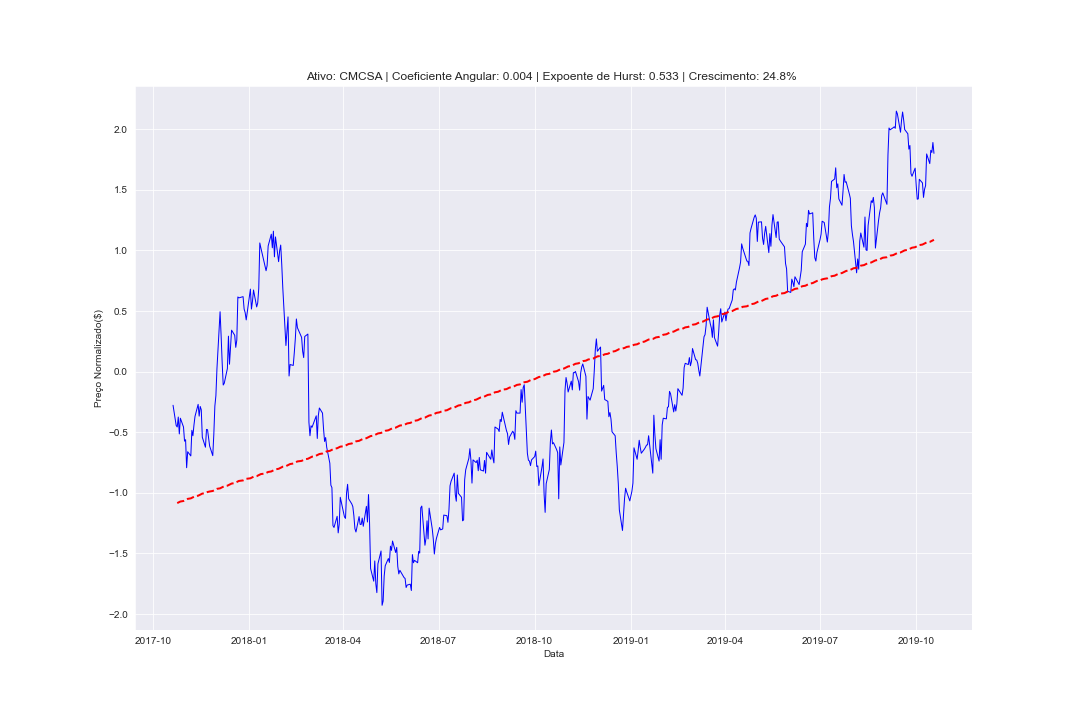 Ativo: CMCSA | Coeficiente Angular: 0.004 | Expoente de Hurst: 0.533 | Crescimento: 24.8%
2.0
1.5
1.0
0.5
0.0
−0.5
−1.0
−1.5
−2.0
Preço Normalizado($)
2017-10 2018-01 2018-04 2018-07 2018-10 2019-01 2019-04 2019-07 2019-10
Data